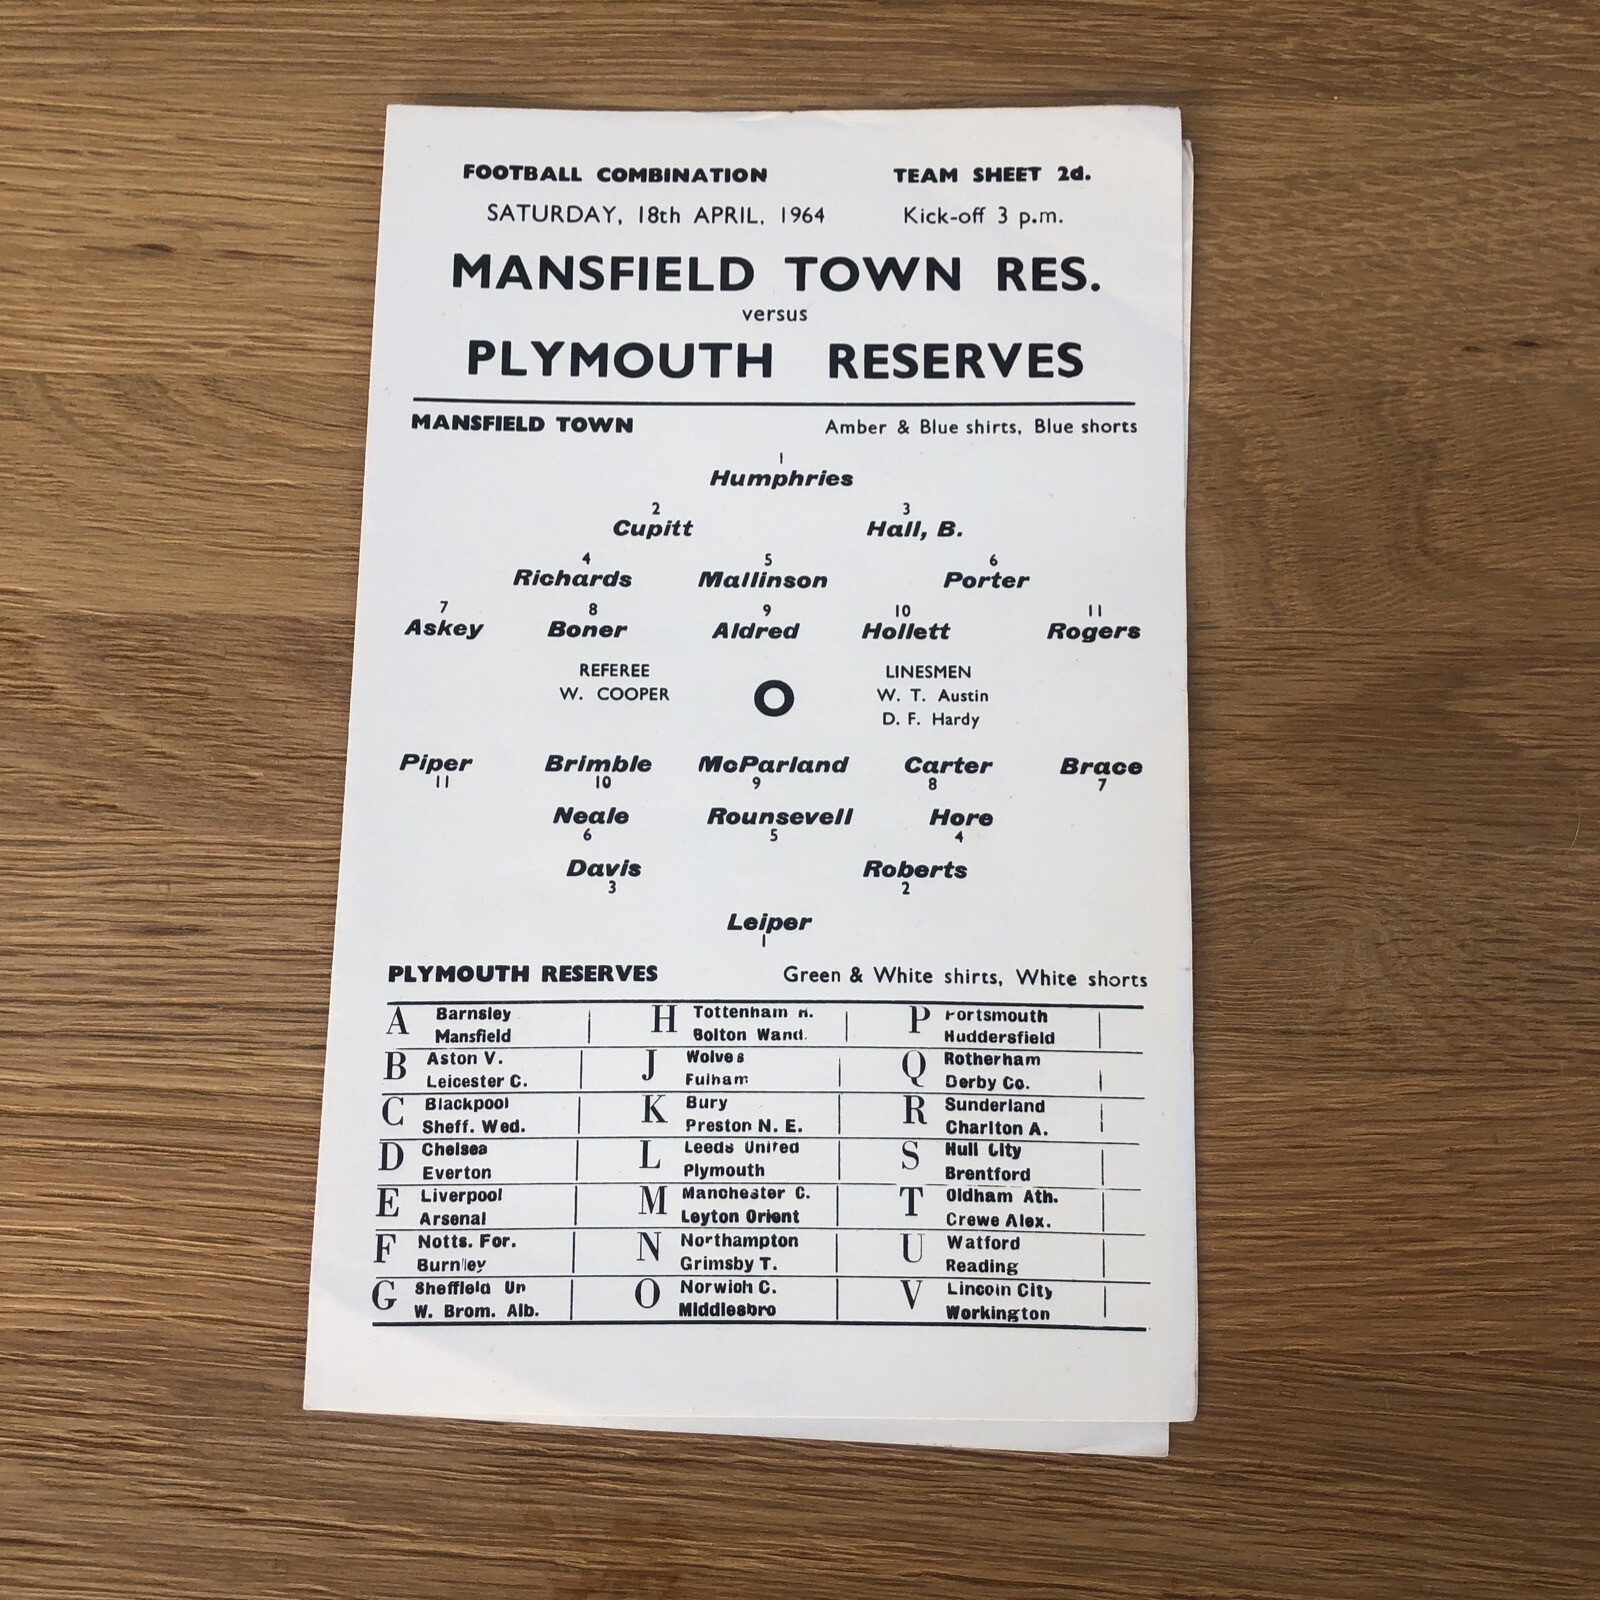 FOOTBALL COMBINATION TEAM SHEET 2d.
SATURDAY, 18th APRIL, 1964 Kick-off 3 p.m.
MANSFIELD TOWN RES.
versus
PLYMOUTH RESERVES
MANSFIELD TOWN Amber & Blue shirts, Blue shorts
1
Humphries
2 3
Cupitt Hall, B.
4 5 6
Richards Mallinson Porter
7 8 9 10 11
Askey Boner Aldred Hollett Rogers
REFEREE LINESMEN
W. COOPER O W. T. Austin
D. F. Hardy
Piper Brimble McParland Carter Brace
11 10 9 8 7
Neale Rounsevell Hore
6 5 4
Davis Roberts
3 2
Leiper
1
PLYMOUTH RESERVES Green & White shirts, White shorts
A Barnsley H Tottenham H. P Portsmouth
Mansfield Bolton Wand. Huddersfield
B Aston V. J Wolves Q Rotherham
Leicester C. Fulham Derby Co.
C Blackpool K Bury R Sunderland
Sheff. Wed. Preston N. E. Charlton A.
D Chelsea L Leeds United S Hull City
Everton Plymouth Brentford
E Liverpool M Manchester C. T Oldham Ath.
Arsenal Leyton Orient Crewe Alex.
F Notts. For. N Northampton U Watford
Burnley Grimsby T. Reading
G Sheffield Un O Norwich C. V Lincoln City
W. Brom. Alb. Middlesbro Workington